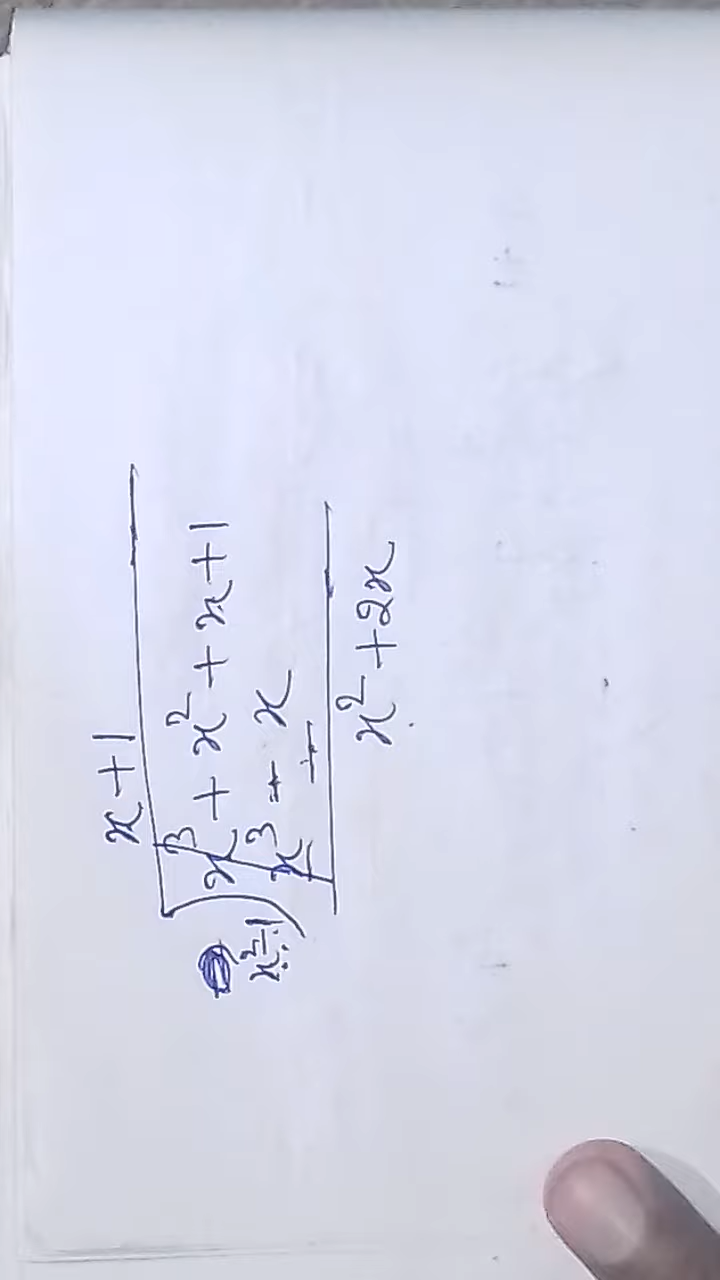 x+1
x²-1) x³ + x² + x + 1
x³ - x
- +
x² + 2x